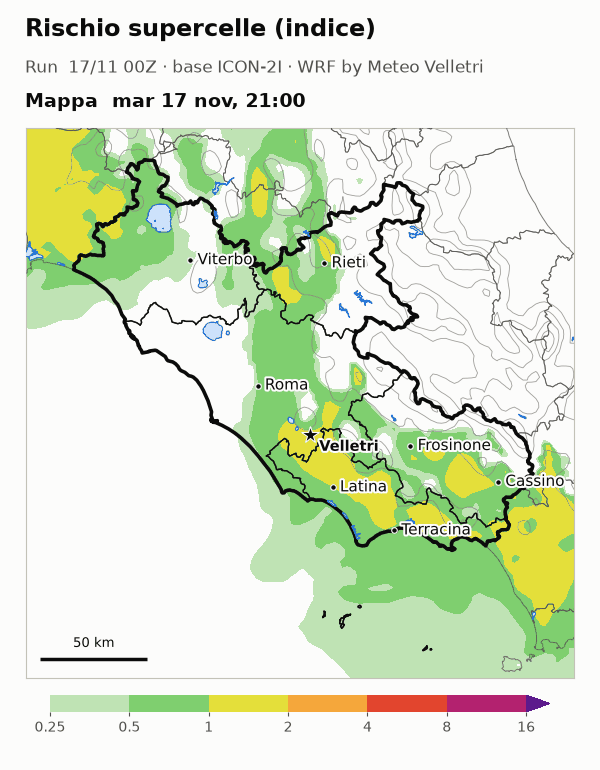 Rischio supercelle (indice)
Run 17/11 00Z · base ICON-2I · WRF by Meteo Velletri
Mappa mar 17 nov, 21:00
Viterbo
Rieti
Roma
Velletri
Frosinone
Cassino
Latina
Terracina
50 km
0.25 0.5 1 2 4 8 16